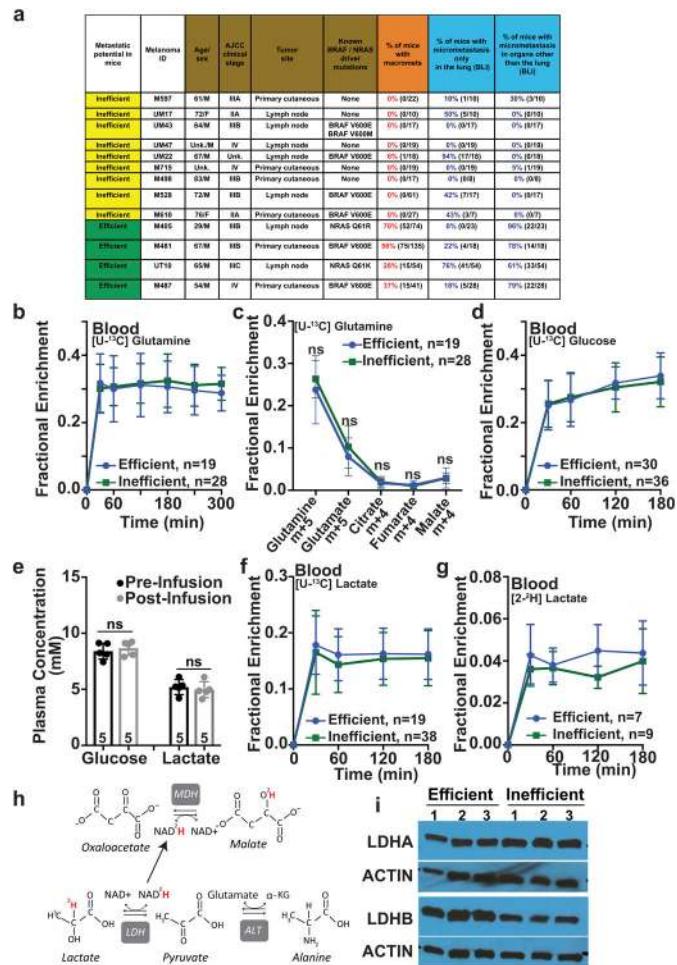 a
Metastatic potential in mice Melanoma ID Age/ sex AJCC clinical stage Tumor site Known BRAF / NRAS driver mutations % of mice with macromets % of mice with micrometastasis only in the lung (BLI) % of mice with micrometastasis in organs other than the lung (BLI)
Inefficient M597 61/M IIIA Primary cutaneous None 0% (0/22) 10% (1/10) 30% (3/10)
Inefficient UM17 72/F IIA Lymph node None 0% (0/10) 50% (5/10) 0% (0/10)
Inefficient UM43 64/M IIIB Lymph node BRAF V600E BRAF V600M 0% (0/17) 0% (0/17) 0% (0/17)
Inefficient UM47 Unk./M IV Lymph node None 0% (0/19) 0% (0/19) 0% (0/19)
Inefficient UM22 67/M Unk. Lymph node BRAF V600E 6% (1/18) 94% (17/18) 0% (0/18)
Inefficient M715 Unk. IV Lymph node None 0% (0/19) 0% (0/19) 5% (1/19)
Inefficient M498 83/M IIIB Primary cutaneous None 0% (0/17) 0% (0/8) 0% (0/8)
Inefficient M528 72/M IIIB Lymph node BRAF V600E 0% (0/61) 42% (7/17) 0% (0/17)
Inefficient M610 76/F IIA Primary cutaneous BRAF V600E 0% (0/27) 43% (3/7) 0% (0/7)
Efficient M405 29/M IIIB Lymph node NRAS Q61R 70% (52/74) 0% (0/23) 96% (22/23)
Efficient M481 67/M IIIB Primary cutaneous BRAF V600E (75/135) 22% (4/18) 78% (14/18)
Efficient UT10 65/M IIIC Lymph node NRAS Q61K 28% (15/54) 76% (41/54) 61% (33/54)
Efficient M487 54/M IV Primary cutaneous BRAF V600E 37% (15/41) 18% (5/28) 79% (22/28)
b
Blood
[U-¹³C] Glutamine
Fractional Enrichment
0.4
0.2
0.0
Efficient, n=19
Inefficient, n=28
0 60 120 180 240 300
Time (min)
c
[U-¹³C] Glutamine
Fractional Enrichment
0.4
0.3
0.2
0.1
0.0
Efficient, n=19
Inefficient, n=28
ns ns ns ns ns
Glutamine m+5
Glutamate m+5
Citrate m+4
Fumarate m+4
Malate m+4
d
Blood
[U-¹³C] Glucose
Fractional Enrichment
0.4
0.2
0.0
Efficient, n=30
Inefficient, n=36
0 60 120 180
Time (min)
e
Pre-Infusion
Post-Infusion
Plasma Concentration (mM)
15
10
5
0
ns ns
5 5 5 5
Glucose Lactate
f
Blood
[U-¹³C] Lactate
Fractional Enrichment
0.3
0.2
0.1
0.0
Efficient, n=19
Inefficient, n=38
0 60 120 180
Time (min)
g
Blood
[2-²H] Lactate
Fractional Enrichment
0.08
0.06
0.04
0.02
0.00
Efficient, n=7
Inefficient, n=9
0 60 120 180
Time (min)
h
MDH
NAD²H NAD+
Oxaloacetate Malate
NAD+ NAD²H Glutamate α-KG
LDH ALT
Lactate Pyruvate Alanine
i
Efficient Inefficient
1 2 3 1 2 3
LDHA
ACTIN
LDHB
ACTIN